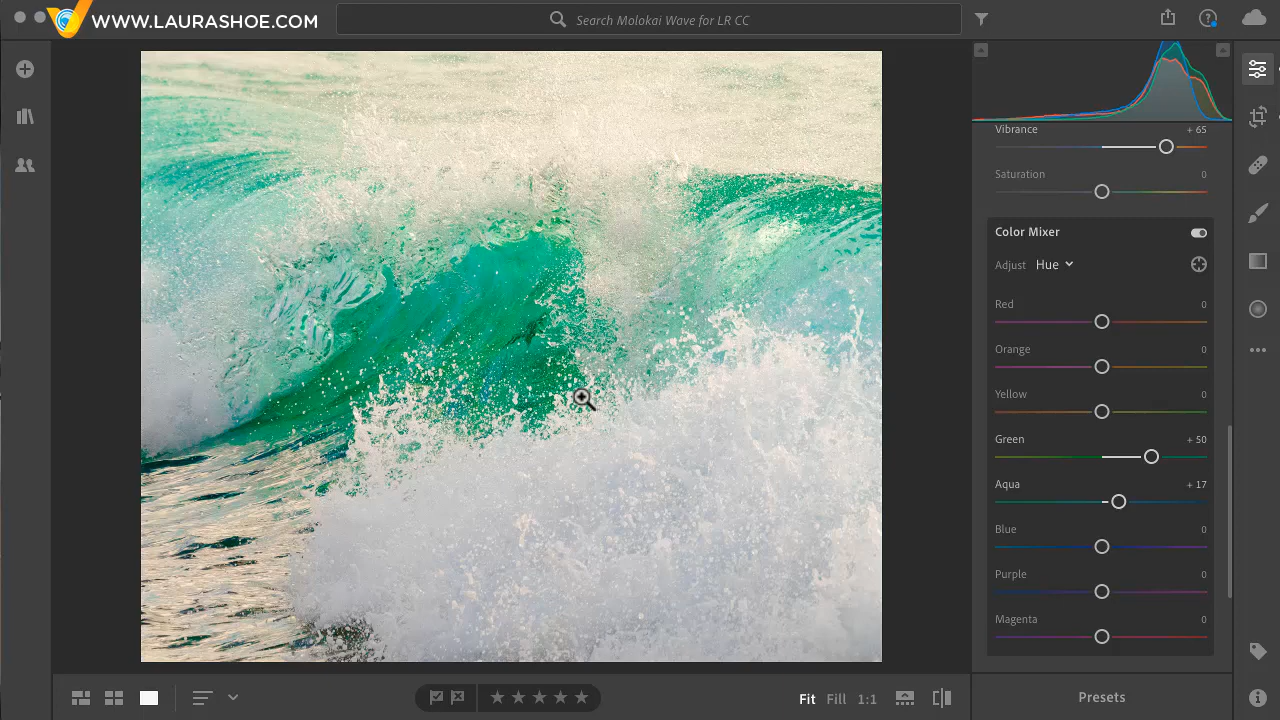 WWW.LAURASHOE.COM
Search Molokai Wave for LR CC
Vibrance + 65
Saturation 0
Color Mixer
Adjust Hue
Red 0
Orange 0
Yellow 0
Green + 50
Aqua + 17
Blue 0
Purple 0
Magenta 0
Fit Fill 1:1
Presets